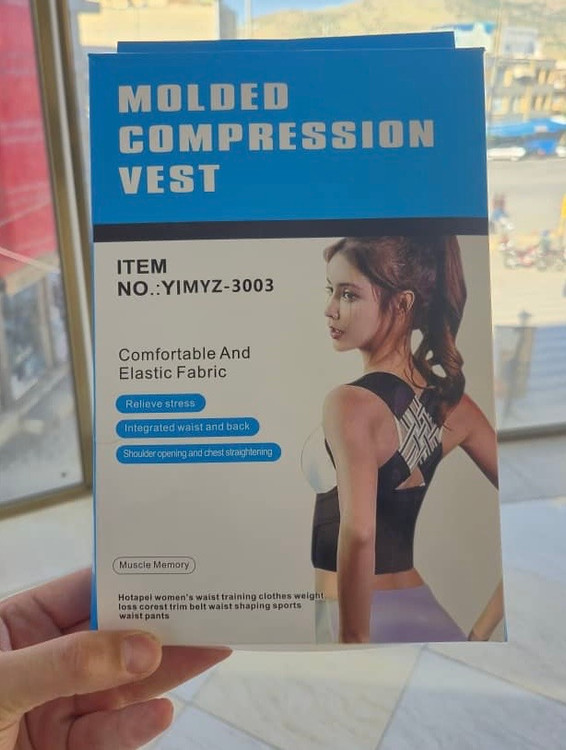 MOLDED
COMPRESSION
VEST
ITEM
NO.:YIMYZ-3003
Comfortable And
Elastic Fabric
Relieve stress
Integrated waist and back
Shoulder opening and chest straightening
Muscle Memory
Hotapei women's waist training clothes weight
loss corest trim belt waist shaping sports
waist pants